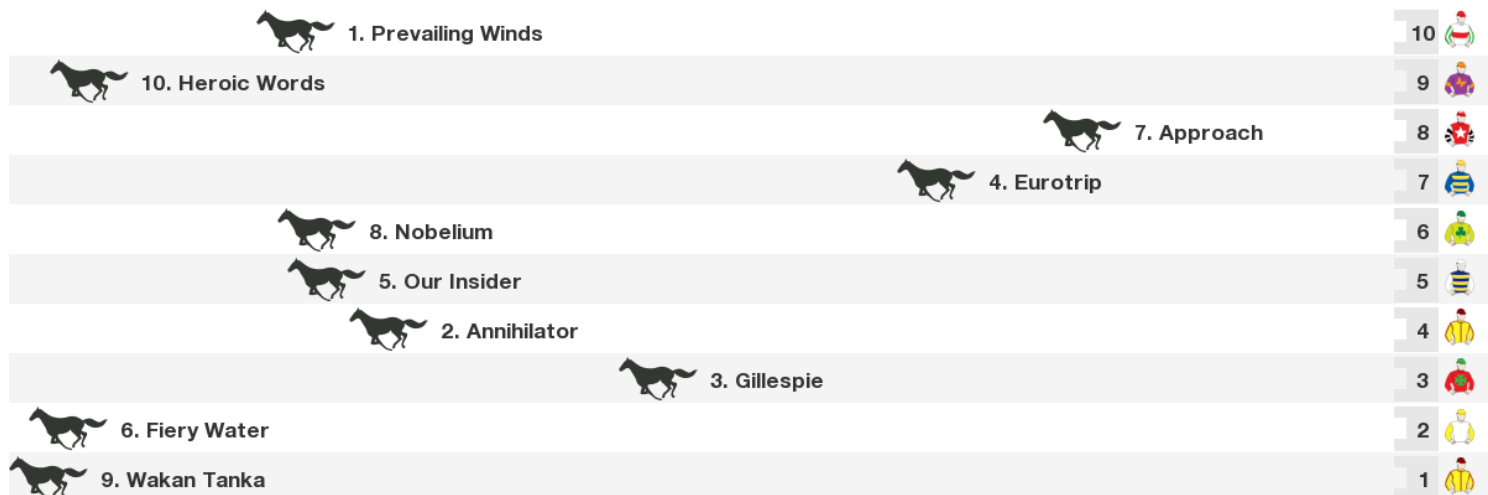 1. Prevailing Winds 10
10. Heroic Words 9
7. Approach 8
4. Eurotrip 7
8. Nobelium 6
5. Our Insider 5
2. Annihilator 4
3. Gillespie 3
6. Fiery Water 2
9. Wakan Tanka 1